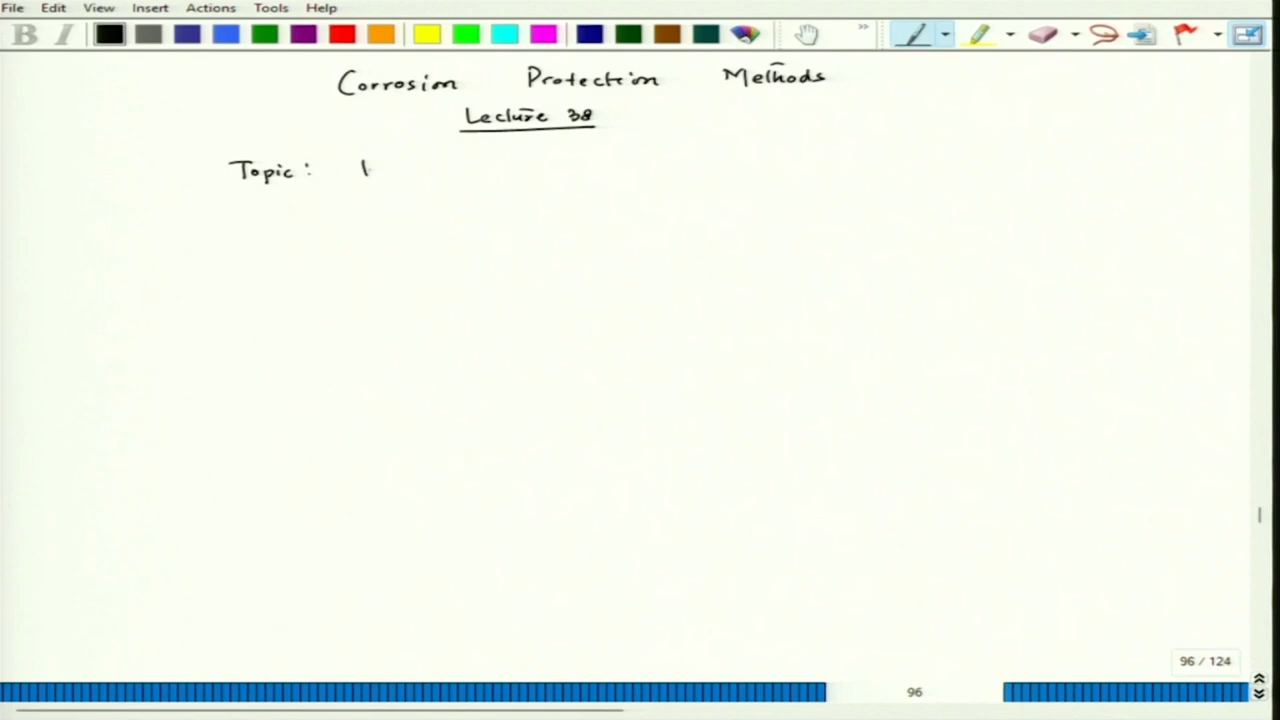 File Edit View Insert Actions Tools Help
B I
Corrosion Protection Methods
Lecture 38
Topic:
96 / 124
96